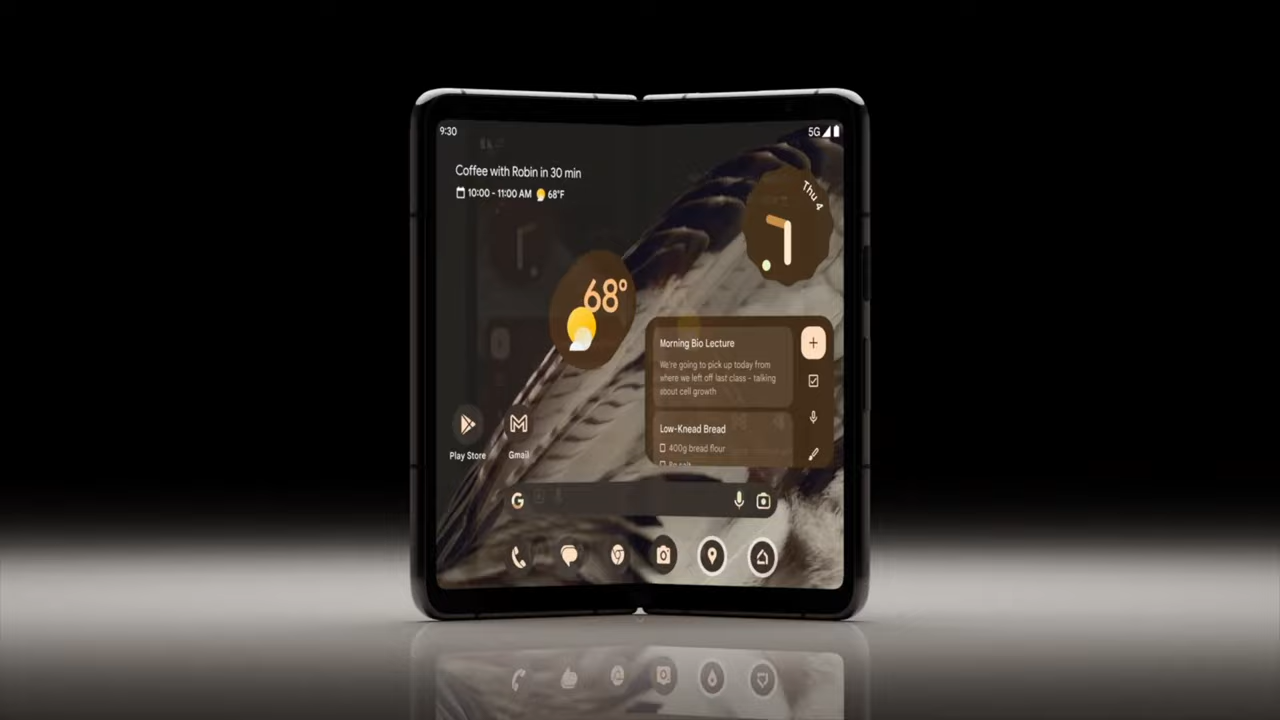 9:30
5G
Coffee with Robin in 30 min
10:00 - 11:00 AM 68°F
Thu 4
68°
Morning Bio Lecture
We're going to pick up today from
where we left off last class - talking
about cell growth
Low-Knead Bread
400g bread flour
8g salt
Play Store
Gmail
G